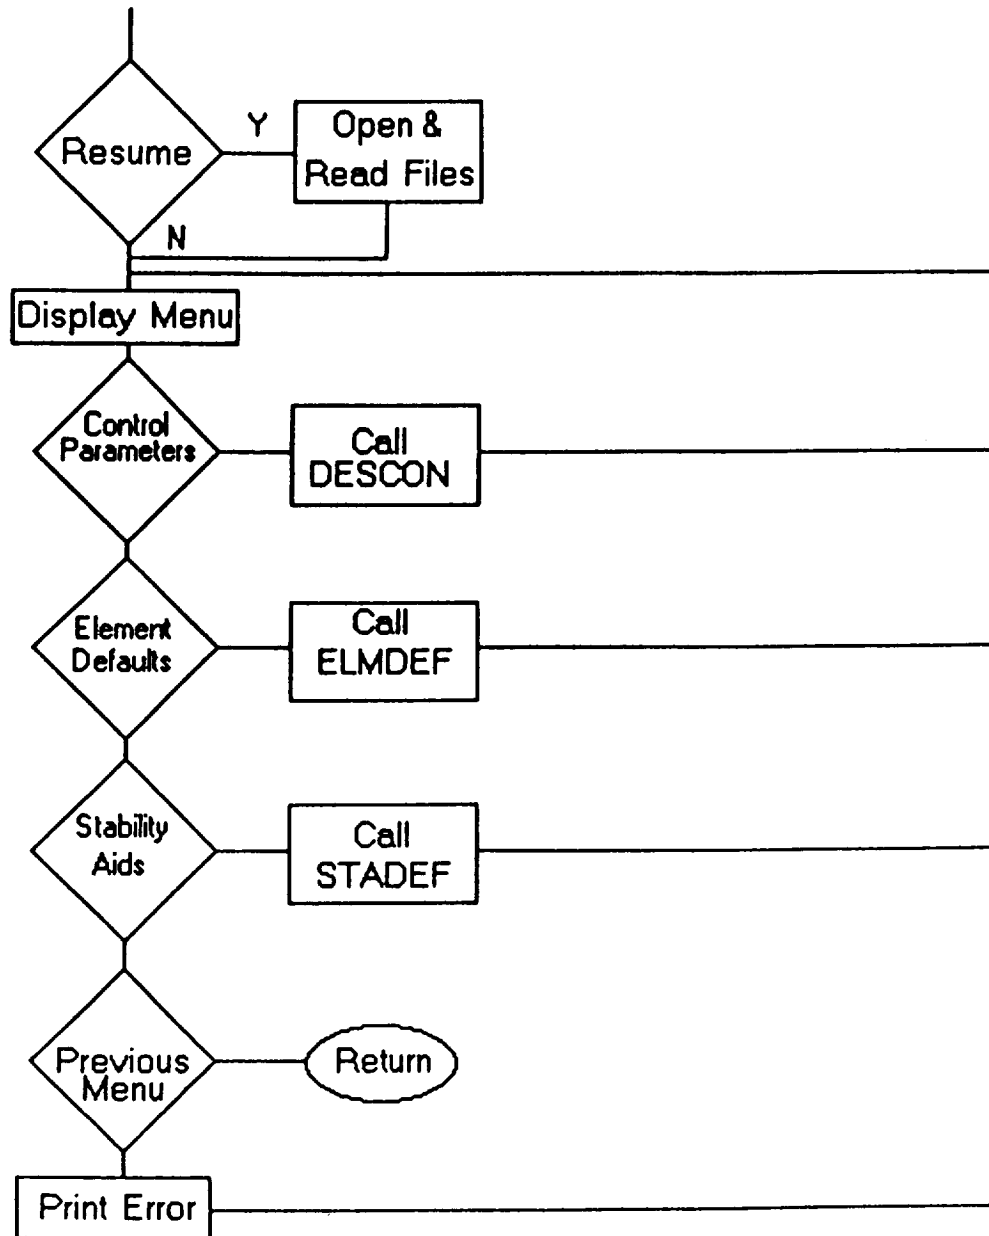 Resume
Y
Open &
Read Files
N
Display Menu
Control
Parameters
Call
DESCON
Element
Defaults
Call
ELMDEF
Stability
Aids
Call
STADEF
Previous
Menu
Return
Print Error